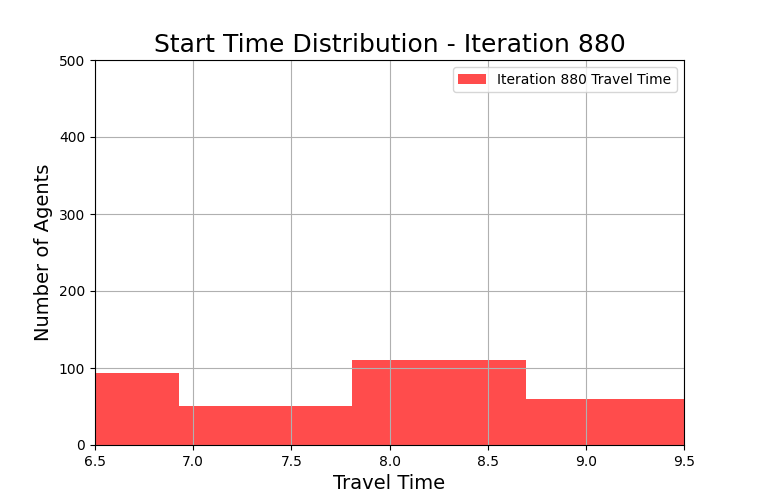 Start Time Distribution - Iteration 880
Iteration 880 Travel Time
Number of Agents
500
400
300
200
100
0
6.5 7.0 7.5 8.0 8.5 9.0 9.5
Travel Time